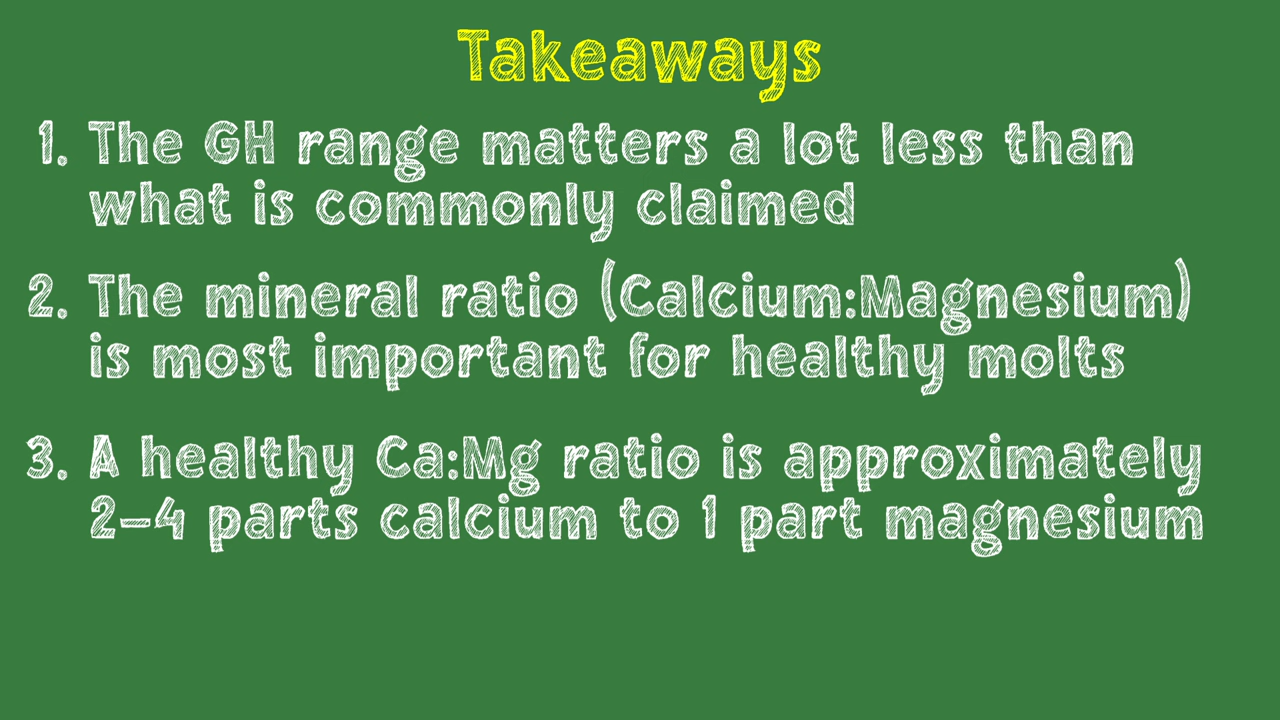 Takeaways
1. The GH range matters a lot less than
what is commonly claimed
2. The mineral ratio (Calcium:Magnesium)
is most important for healthy molts
3. A healthy Ca:Mg ratio is approximately
2–4 parts calcium to 1 part magnesium